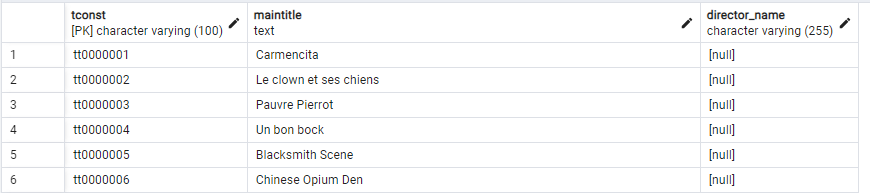 tconst maintitle director_name
[PK] character varying (100) text character varying (255)
1 tt0000001 Carmencita [null]
2 tt0000002 Le clown et ses chiens [null]
3 tt0000003 Pauvre Pierrot [null]
4 tt0000004 Un bon bock [null]
5 tt0000005 Blacksmith Scene [null]
6 tt0000006 Chinese Opium Den [null]